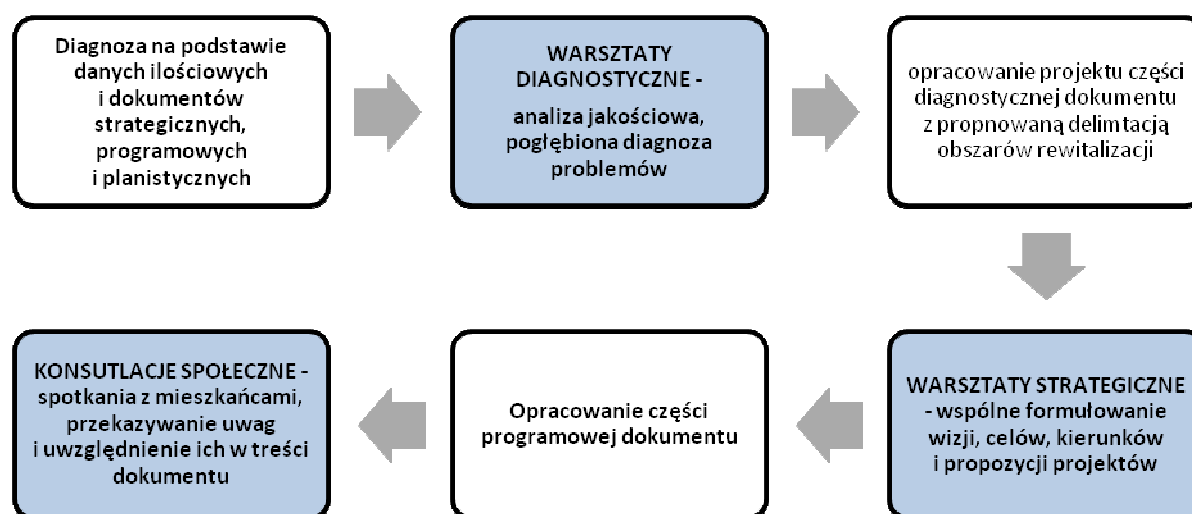 Diagnoza na podstawie
danych ilościowych
i dokumentów
strategicznych,
programowych
i planistycznych
WARSZTATY
DIAGNOSTYCZNE -
analiza jakościowa,
pogłębiona diagnoza
problemów
opracowanie projektu części
diagnostycznej dokumentu
z propnowaną delimtacją
obszarów rewitalizacji
WARSZTATY STRATEGICZNE
- wspólne formułowanie
wizji, celów, kierunków
i propozycji projektów
Opracowanie części
programowej dokumentu
KONSUTLACJE SPOŁECZNE -
spotkania z mieszkańcami,
przekazywanie uwag
i uwzględnienie ich w treści
dokumentu